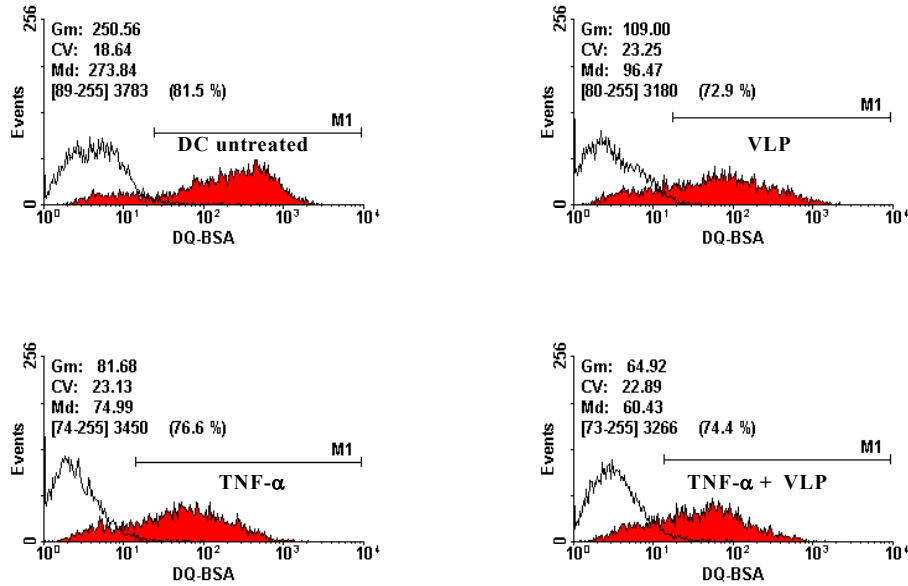 256
Gm: 250.56
CV: 18.64
Md: 273.84
[89-255] 3783 (81.5 %)
M1
DC untreated
Events
0
10⁰ 10¹ 10² 10³ 10⁴
DQ-BSA
256
Gm: 109.00
CV: 23.25
Md: 96.47
[80-255] 3180 (72.9 %)
M1
VLP
Events
0
10⁰ 10¹ 10² 10³ 10⁴
DQ-BSA
256
Gm: 81.68
CV: 23.13
Md: 74.99
[74-255] 3450 (76.6 %)
M1
TNF-α
Events
0
10⁰ 10¹ 10² 10³ 10⁴
DQ-BSA
256
Gm: 64.92
CV: 22.89
Md: 60.43
[73-255] 3266 (74.4 %)
M1
TNF-α + VLP
Events
0
10⁰ 10¹ 10² 10³ 10⁴
DQ-BSA